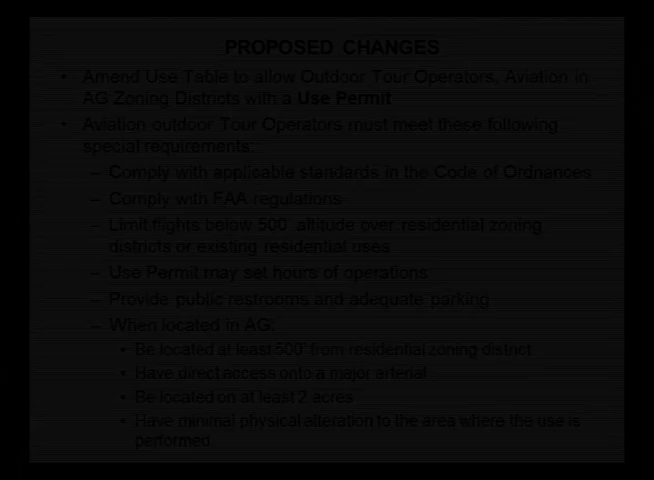 PROPOSED CHANGES
• Amend Use Table to allow Outdoor Tour Operators, Aviation in
AG Zoning Districts with a Use Permit
• Aviation outdoor Tour Operators must meet these following
special requirements:
– Comply with applicable standards in the Code of Ordnances
– Comply with FAA regulations
– Limit flights below 500' altitude over residential zoning
districts or existing residential uses
– Use Permit may set hours of operations
– Provide public restrooms and adequate parking
– When located in AG:
• Be located at least 500' from residential zoning district
• Have direct access onto a major arterial
• Be located on at least 2 acres
• Have minimal physical alteration to the area where the use is
performed